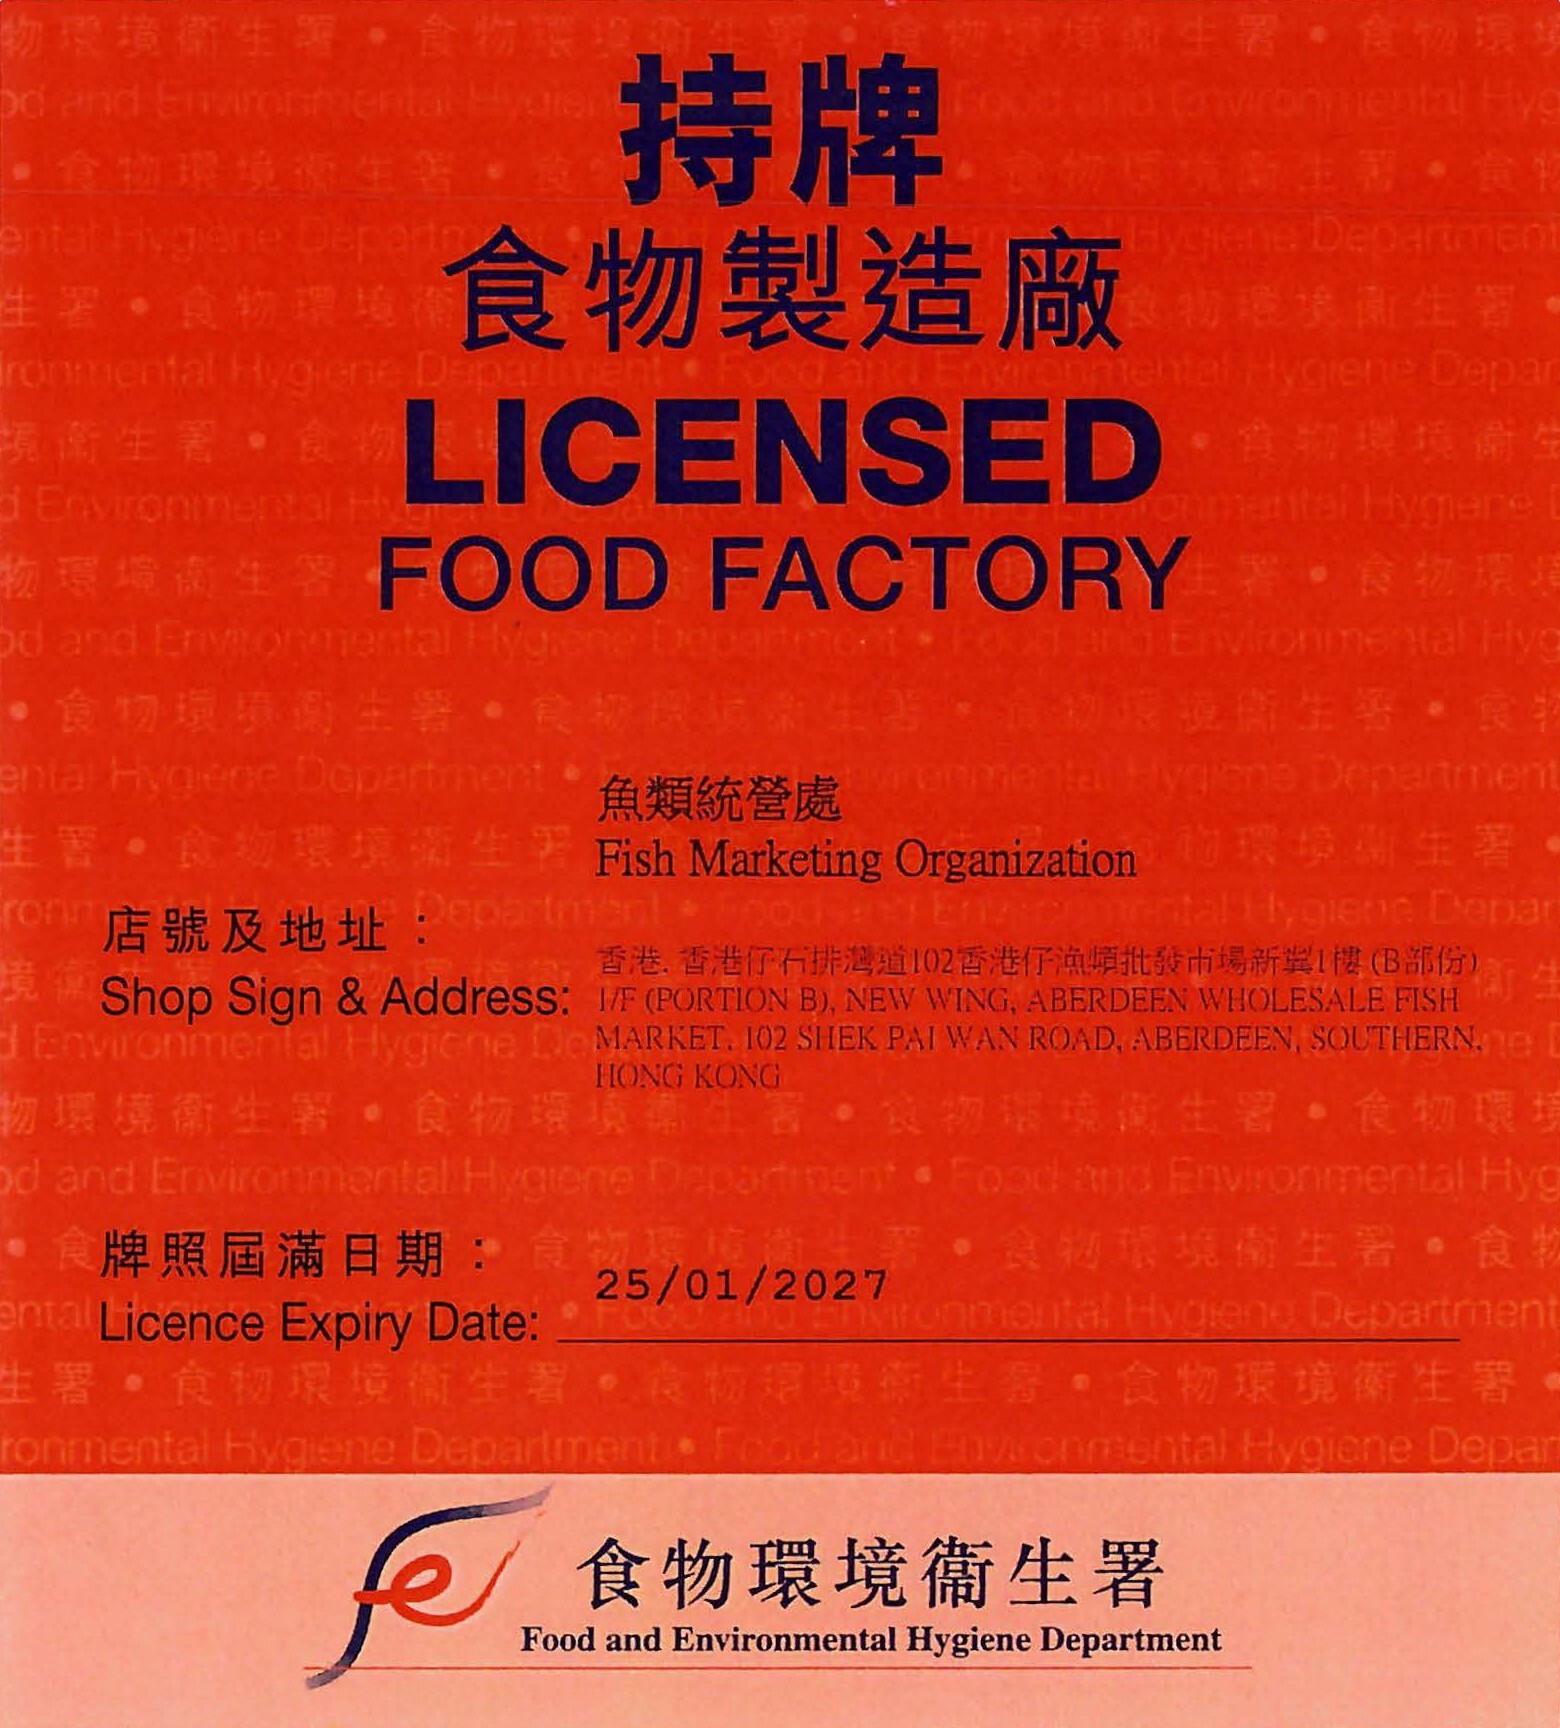 持牌
食物製造廠
LICENSED
FOOD FACTORY
魚類統營處
Fish Marketing Organization
店號及地址：
Shop Sign & Address:
香港, 香港仔石排灣道102香港仔漁類批發市場新翼1樓 (B部份)
1/F (PORTION B), NEW WING, ABERDEEN WHOLESALE FISH
MARKET, 102 SHEK PAI WAN ROAD, ABERDEEN, SOUTHERN,
HONG KONG
牌照屆滿日期：
25/01/2027
Licence Expiry Date:
食物環境衞生署
Food and Environmental Hygiene Department